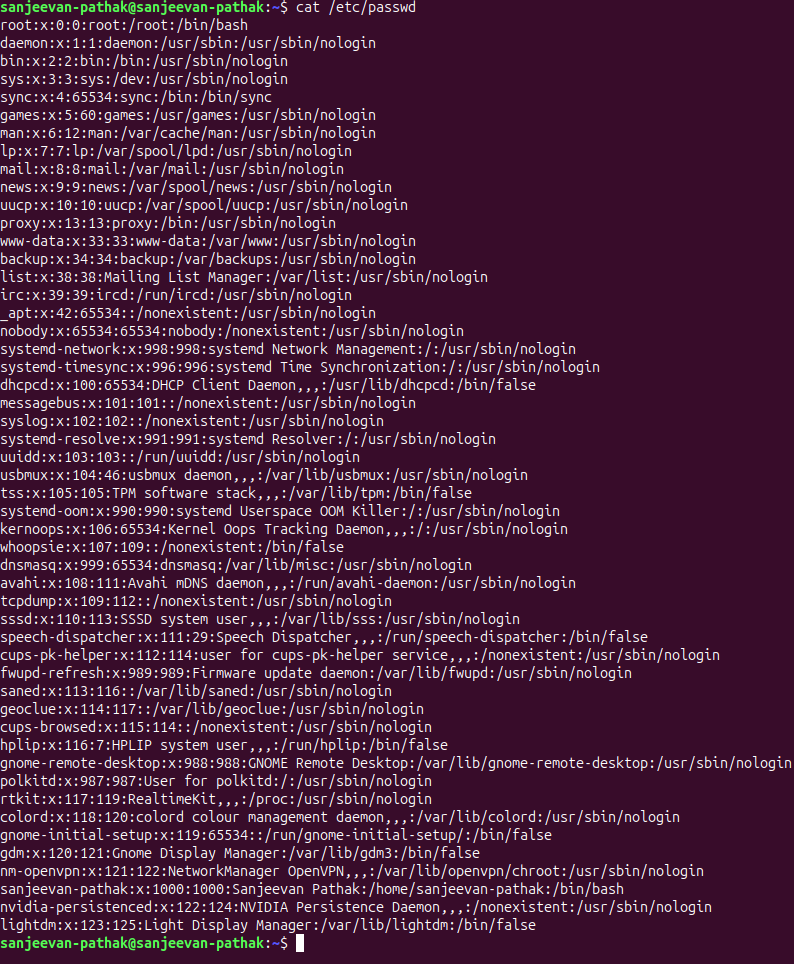 sanjeevan-pathak@sanjeevan-pathak:~$ cat /etc/passwd
root:x:0:0:root:/root:/bin/bash
daemon:x:1:1:daemon:/usr/sbin:/usr/sbin/nologin
bin:x:2:2:bin:/bin:/usr/sbin/nologin
sys:x:3:3:sys:/dev:/usr/sbin/nologin
sync:x:4:65534:sync:/bin:/bin/sync
games:x:5:60:games:/usr/games:/usr/sbin/nologin
man:x:6:12:man:/var/cache/man:/usr/sbin/nologin
lp:x:7:7:lp:/var/spool/lpd:/usr/sbin/nologin
mail:x:8:8:mail:/var/mail:/usr/sbin/nologin
news:x:9:9:news:/var/spool/news:/usr/sbin/nologin
uucp:x:10:10:uucp:/var/spool/uucp:/usr/sbin/nologin
proxy:x:13:13:proxy:/bin:/usr/sbin/nologin
www-data:x:33:33:www-data:/var/www:/usr/sbin/nologin
backup:x:34:34:backup:/var/backups:/usr/sbin/nologin
list:x:38:38:Mailing List Manager:/var/list:/usr/sbin/nologin
irc:x:39:39:ircd:/run/ircd:/usr/sbin/nologin
_apt:x:42:65534::/nonexistent:/usr/sbin/nologin
nobody:x:65534:65534:nobody:/nonexistent:/usr/sbin/nologin
systemd-network:x:998:998:systemd Network Management:/:/usr/sbin/nologin
systemd-timesync:x:996:996:systemd Time Synchronization:/:/usr/sbin/nologin
dhcpcd:x:100:65534:DHCP Client Daemon,,,:/usr/lib/dhcpcd:/bin/false
messagebus:x:101:101::/nonexistent:/usr/sbin/nologin
syslog:x:102:102::/nonexistent:/usr/sbin/nologin
systemd-resolve:x:991:991:systemd Resolver:/:/usr/sbin/nologin
uuidd:x:103:103::/run/uuidd:/usr/sbin/nologin
usbmux:x:104:46:usbmux daemon,,,:/var/lib/usbmux:/usr/sbin/nologin
tss:x:105:105:TPM software stack,,,:/var/lib/tpm:/bin/false
systemd-oom:x:990:990:systemd Userspace OOM Killer:/:/usr/sbin/nologin
kernoops:x:106:65534:Kernel Oops Tracking Daemon,,,:/:/usr/sbin/nologin
whoopsie:x:107:109::/nonexistent:/bin/false
dnsmasq:x:999:65534:dnsmasq:/var/lib/misc:/usr/sbin/nologin
avahi:x:108:111:Avahi mDNS daemon,,,:/run/avahi-daemon:/usr/sbin/nologin
tcpdump:x:109:112::/nonexistent:/usr/sbin/nologin
sssd:x:110:113:SSSD system user,,,:/var/lib/sss:/usr/sbin/nologin
speech-dispatcher:x:111:29:Speech Dispatcher,,,:/run/speech-dispatcher:/bin/false
cups-pk-helper:x:112:114:user for cups-pk-helper service,,,:/nonexistent:/usr/sbin/nologin
fwupd-refresh:x:989:989:Firmware update daemon:/var/lib/fwupd:/usr/sbin/nologin
saned:x:113:116::/var/lib/saned:/usr/sbin/nologin
geoclue:x:114:117::/var/lib/geoclue:/usr/sbin/nologin
cups-browsed:x:115:114::/nonexistent:/usr/sbin/nologin
hplip:x:116:7:HPLIP system user,,,:/run/hplip:/bin/false
gnome-remote-desktop:x:988:988:GNOME Remote Desktop:/var/lib/gnome-remote-desktop:/usr/sbin/nologin
polkitd:x:987:987:User for polkitd:/:/usr/sbin/nologin
rtkit:x:117:119:RealtimeKit,,,:/proc:/usr/sbin/nologin
colord:x:118:120:colord colour management daemon,,,:/var/lib/colord:/usr/sbin/nologin
gnome-initial-setup:x:119:65534::/run/gnome-initial-setup/:/bin/false
gdm:x:120:121:Gnome Display Manager:/var/lib/gdm3:/bin/false
nm-openvpn:x:121:122:NetworkManager OpenVPN,,,:/var/lib/openvpn/chroot:/usr/sbin/nologin
sanjeevan-pathak:x:1000:1000:Sanjeevan Pathak:/home/sanjeevan-pathak:/bin/bash
nvidia-persistenced:x:122:124:NVIDIA Persistence Daemon,,,:/nonexistent:/usr/sbin/nologin
lightdm:x:123:125:Light Display Manager:/var/lib/lightdm:/bin/false
sanjeevan-pathak@sanjeevan-pathak:~$